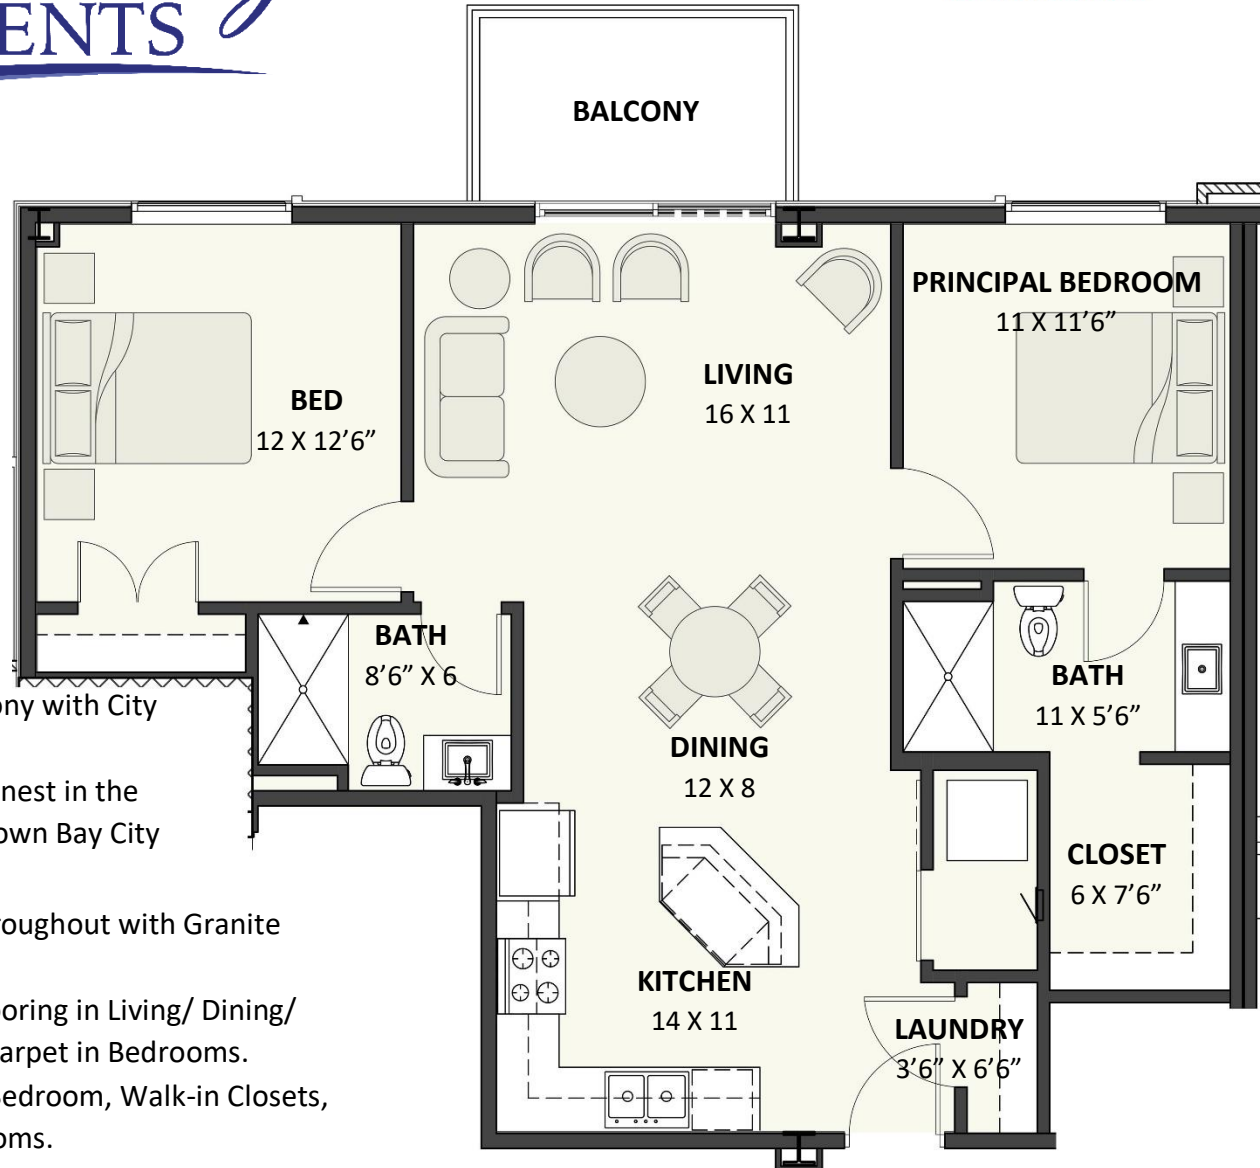 ENTS
BALCONY
PRINCIPAL BEDROOM
11 X 11’6”
LIVING
16 X 11
BED
12 X 12’6”
BATH
8’6” X 6
BATH
11 X 5’6”
ony with City
DINING
12 X 8
nest in the
own Bay City
CLOSET
6 X 7’6”
roughout with Granite
KITCHEN
14 X 11
oring in Living/ Dining/
arpet in Bedrooms.
LAUNDRY
3’6” X 6’6”
Bedroom, Walk-in Closets,
oms.